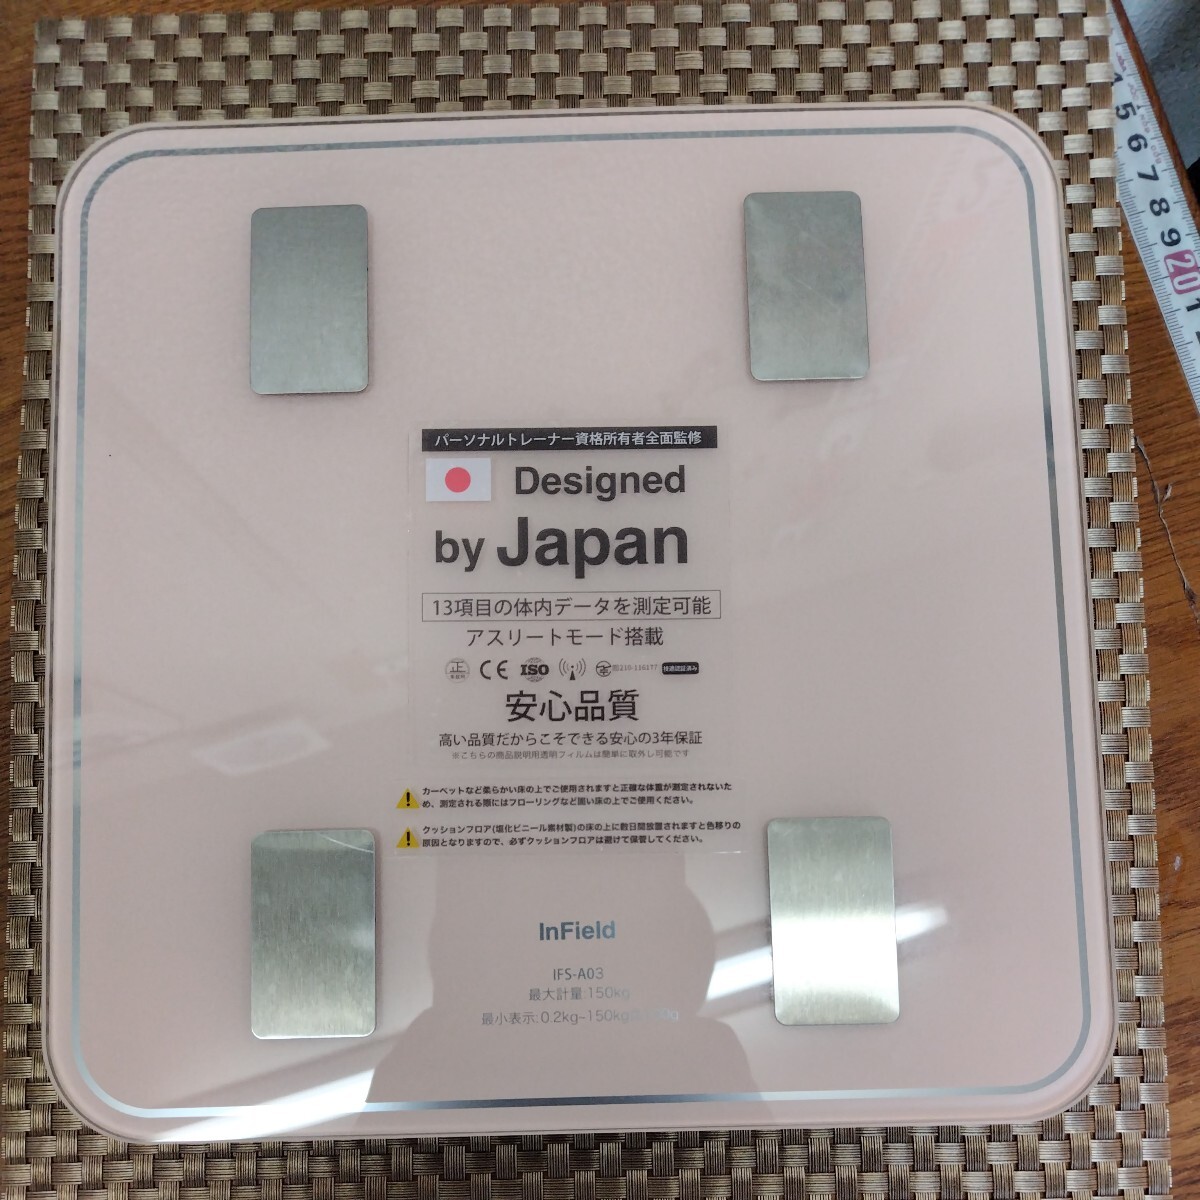 パーソナルトレーナー資格所有者全面監修
Designed
by Japan
13項目の体内データを測定可能
アスリートモード搭載
正 CE ISO 210-116177 技適認証済み
安心品質
高い品質だからこそできる安心の3年保証
※こちらの商品説明用透明フィルムは簡単に取外し可能です
カーペットなど柔らかい床の上でご使用されますと正確な体重が測定されないた
め、測定される際にはフローリングなど固い床の上でご使用ください。
クッションフロア(塩化ビニール素材製)の床の上に数日間放置されますと色移りの
原因となりますので、必ずクッションフロアは避けて保管してください。
InField
IFS-A03
最大計量:150kg
最小表示:0.2kg~150kg
5 6 7 8 9 20 1